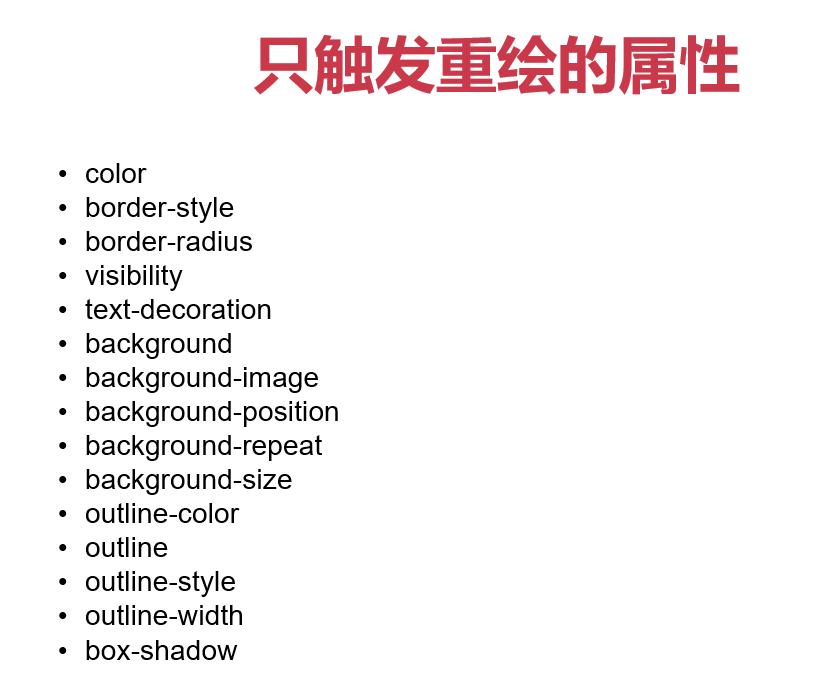 只触发重绘的属性
• color
• border-style
• border-radius
• visibility
• text-decoration
• background
• background-image
• background-position
• background-repeat
• background-size
• outline-color
• outline
• outline-style
• outline-width
• box-shadow